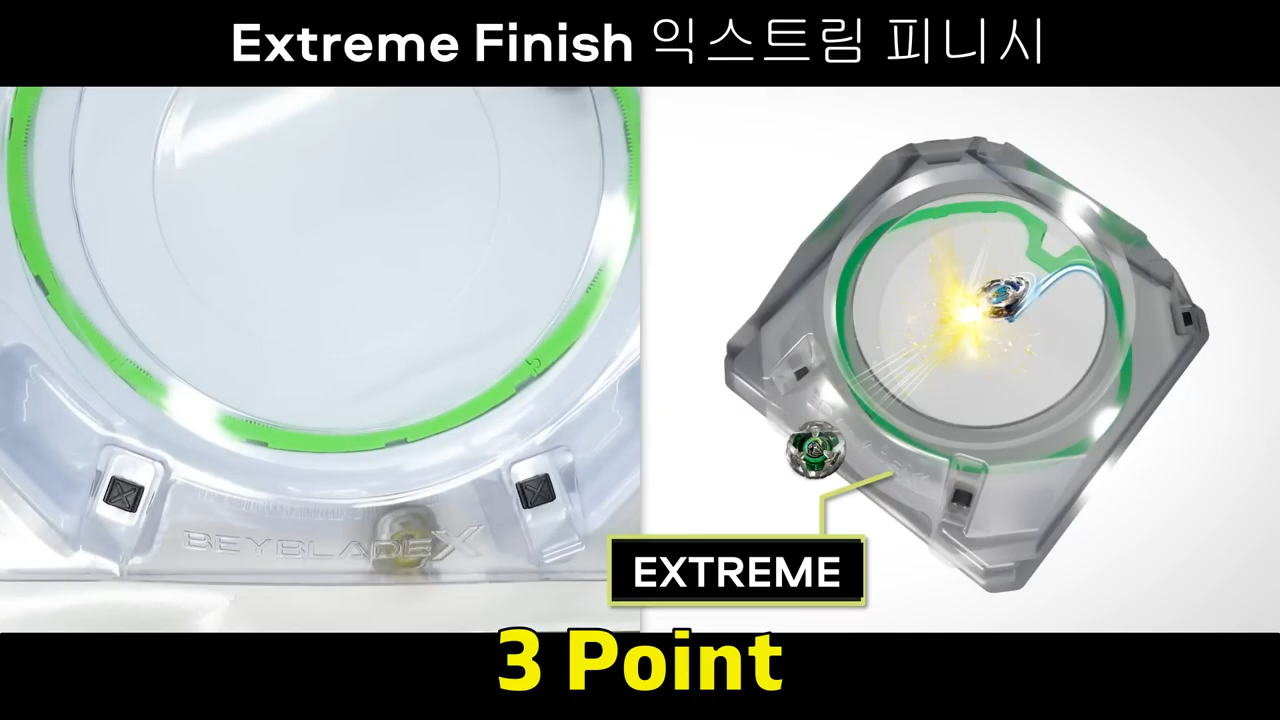 Extreme Finish 익스트림 피니시
BEYBLADE X
EXTREME
3 Point